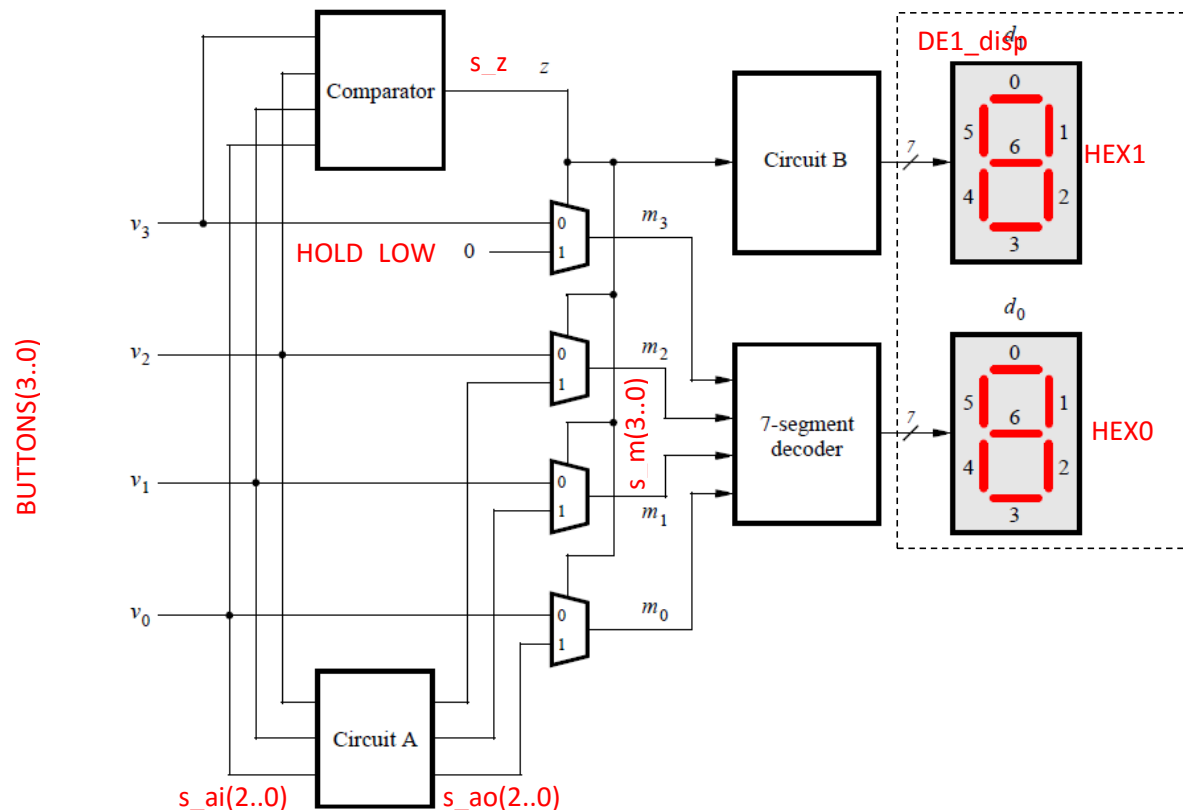 DE1_disp
d1
s_z
z
Comparator
0
5
1
6
4
2
3
Circuit B
7
HEX1
v3
0
1
m3
HOLD LOW
0
d0
v2
0
1
m2
0
5
1
6
4
2
3
7-segment
decoder
7
HEX0
s_m(3..0)
BUTTONS(3..0)
v1
0
1
m1
v0
0
1
m0
Circuit A
s_ai(2..0)
s_ao(2..0)